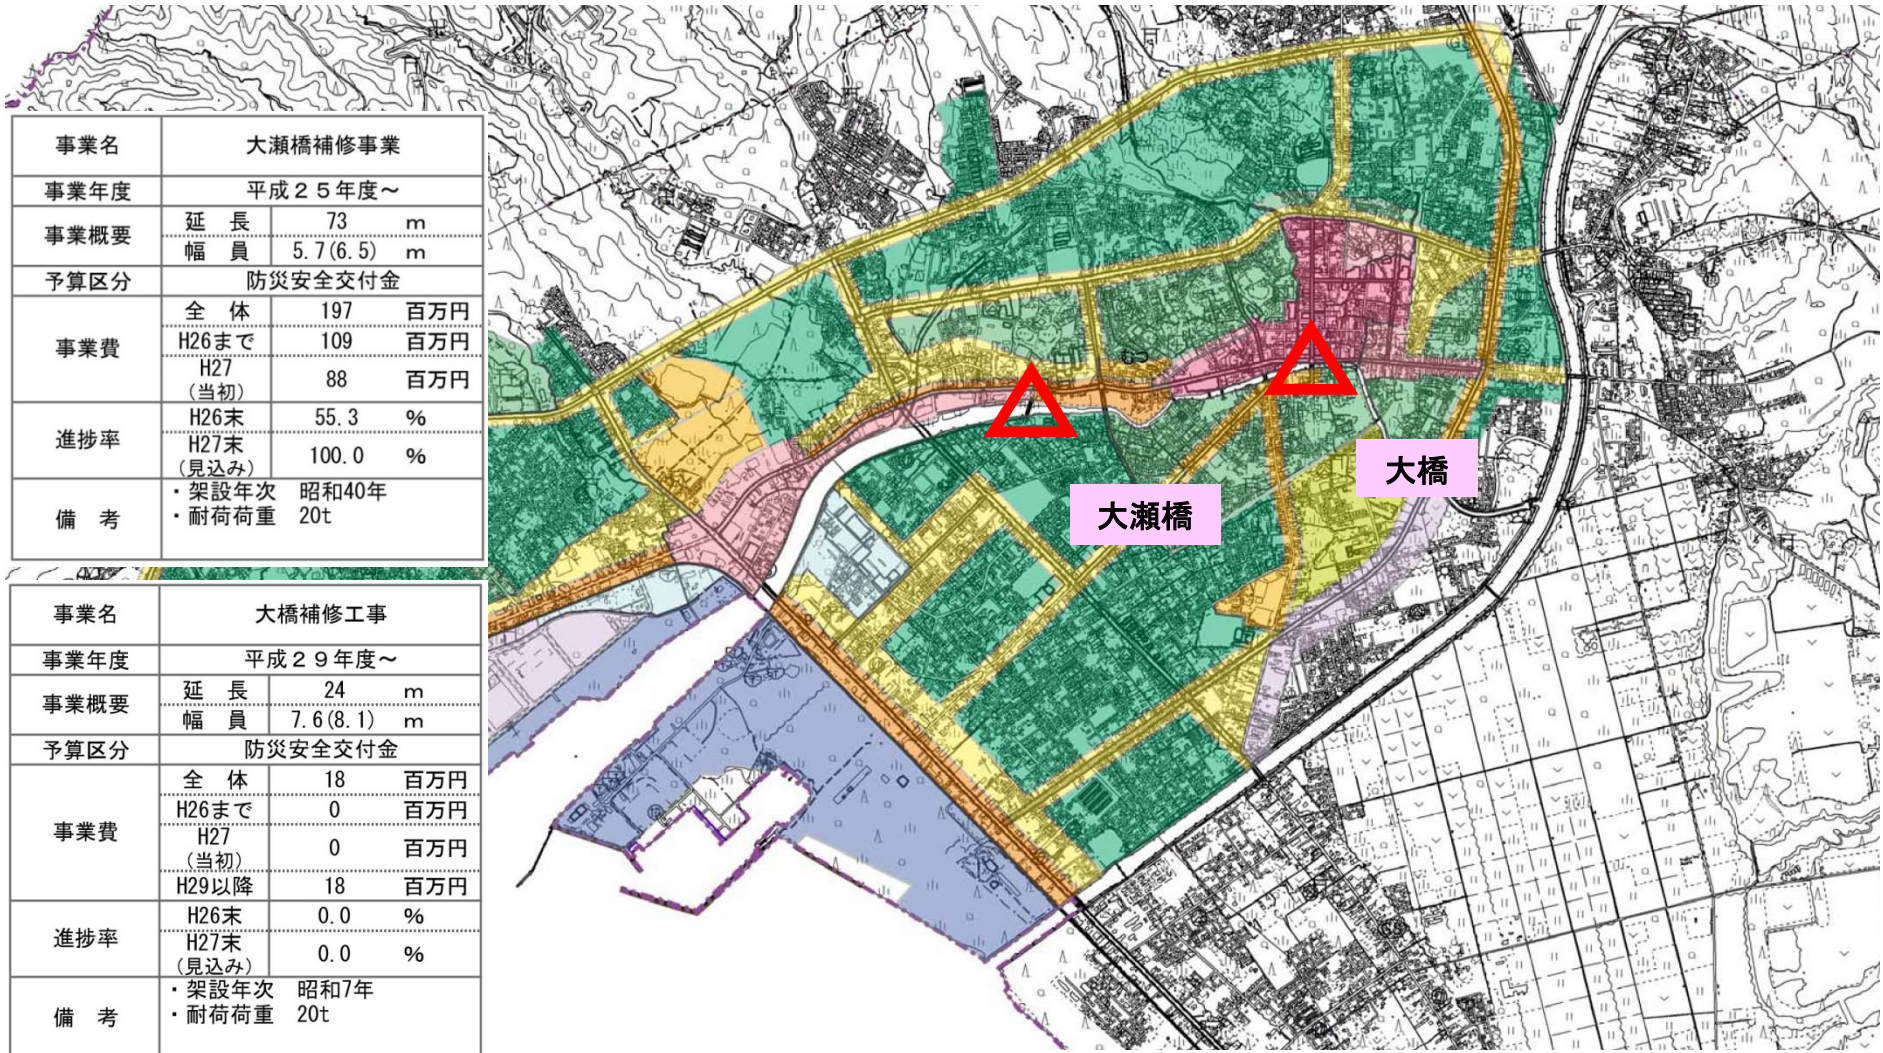 事業名 大瀬橋補修事業
事業年度 平成25年度～
事業概要 延 長 73 m
幅 員 5.7(6.5) m
予算区分 防災安全交付金
事業費 全 体 197 百万円
H26まで 109 百万円
H27(当初) 88 百万円
進捗率 H26末 55.3 %
H27末(見込み) 100.0 %
備 考 ・架設年次 昭和40年
・耐荷荷重 20t
事業名 大橋補修工事
事業年度 平成29年度～
事業概要 延 長 24 m
幅 員 7.6(8.1) m
予算区分 防災安全交付金
事業費 全 体 18 百万円
H26まで 0 百万円
H27(当初) 0 百万円
H29以降 18 百万円
進捗率 H26末 0.0 %
H27末(見込み) 0.0 %
備 考 ・架設年次 昭和7年
・耐荷荷重 20t
むつ
大橋
大瀬橋